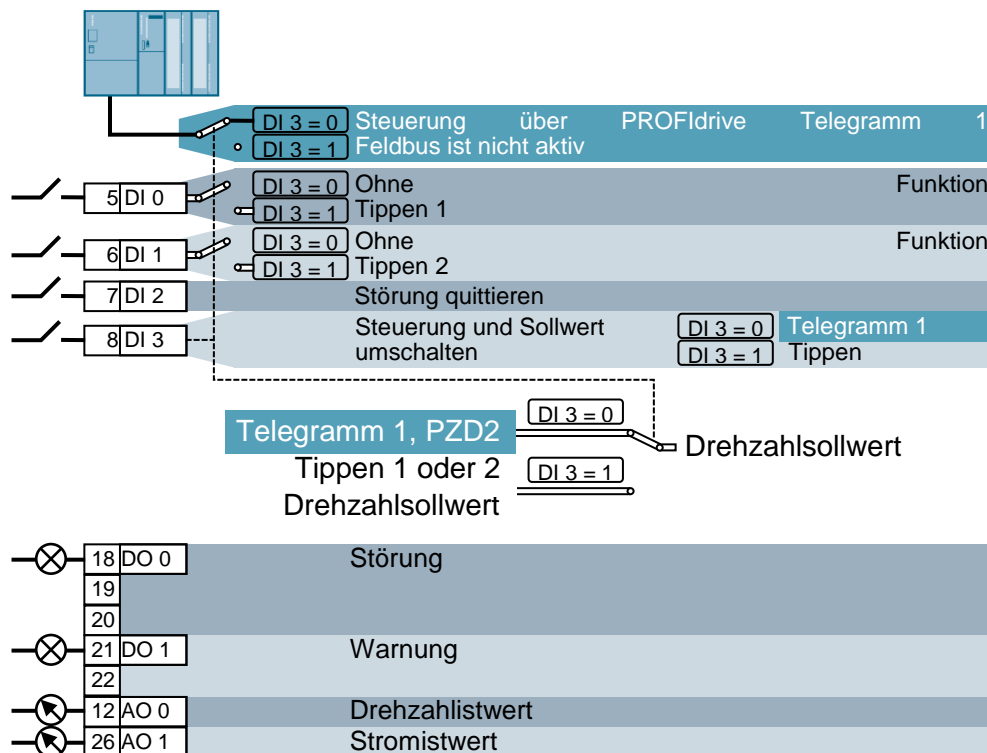 DI 3 = 0 Steuerung über PROFIdrive Telegramm 1
DI 3 = 1 Feldbus ist nicht aktiv
5 DI 0 DI 3 = 0 Ohne Funktion
DI 3 = 1 Tippen 1
6 DI 1 DI 3 = 0 Ohne Funktion
DI 3 = 1 Tippen 2
7 DI 2 Störung quittieren
8 DI 3 Steuerung und Sollwert DI 3 = 0 Telegramm 1
umschalten DI 3 = 1 Tippen
DI 3 = 0
Telegramm 1, PZD2
Drehzahlsollwert
Tippen 1 oder 2 DI 3 = 1
Drehzahlsollwert
18 DO 0 Störung
19
20
21 DO 1 Warnung
22
12 AO 0 Drehzahlistwert
26 AO 1 Stromistwert